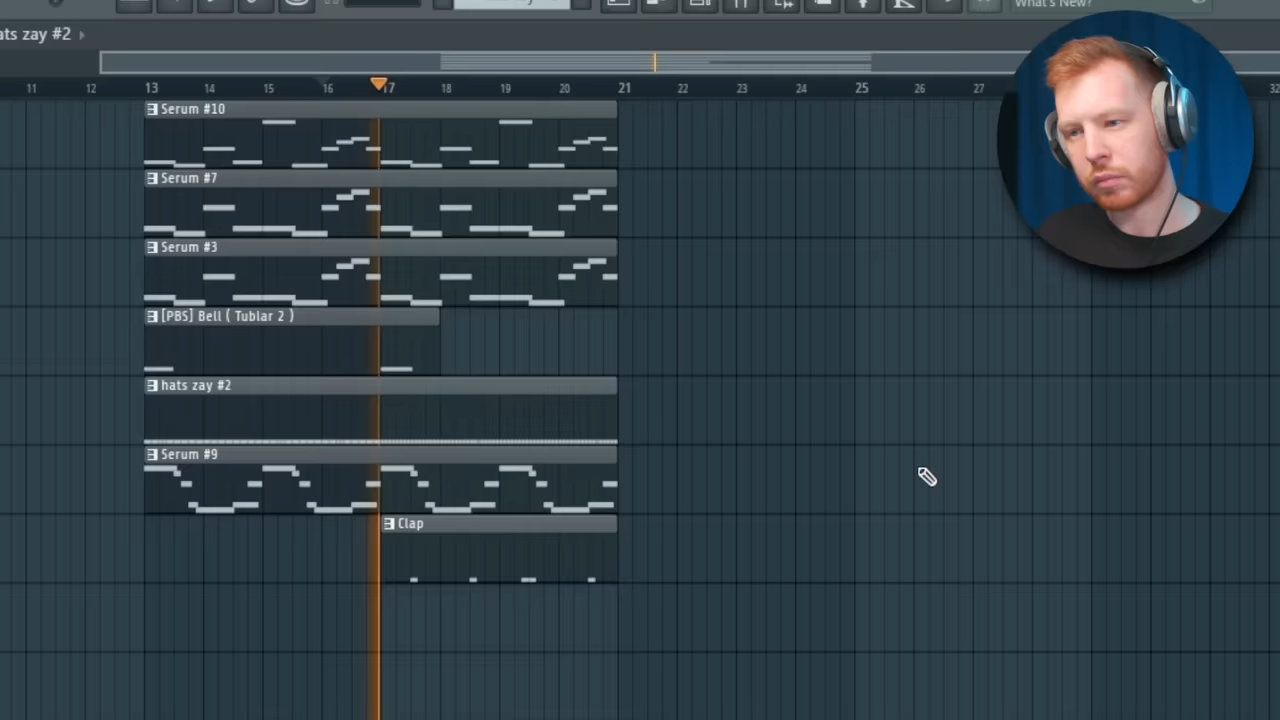 What's New?
ats zay #2
11 12 13 14 15 16 17 18 19 20 21 22 23 24 25 26 27 32
Serum #10
Serum #7
Serum #3
[PBS] Bell ( Tublar 2 )
hats zay #2
Serum #9
Clap